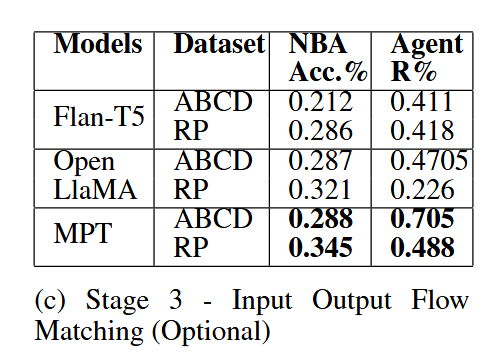 Models Dataset NBA Agent
Acc.% R%
Flan-T5 ABCD 0.212 0.411
RP 0.286 0.418
Open ABCD 0.287 0.4705
LlaMA RP 0.321 0.226
MPT ABCD 0.288 0.705
RP 0.345 0.488
(c) Stage 3 - Input Output Flow
Matching (Optional)